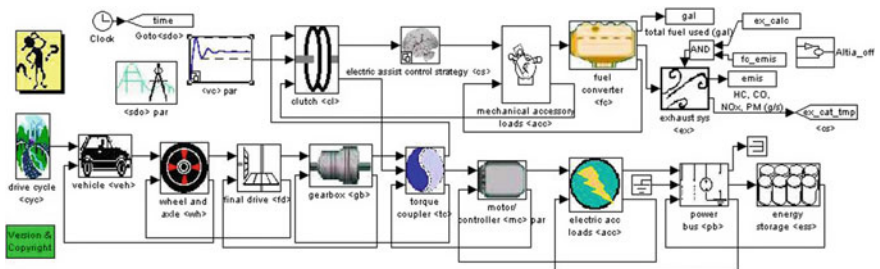 time
Clock
Goto<sdo>
<sdo> par
<vc> par
clutch <cl>
electric assist control strategy <cs>
mechanical accessory
loads <acc>
fuel
converter
<fc>
gal
total fuel used (gal)
ex_calc
AND
fc_emis
emis
HC, CO,
NOx, PM (g/s)
exhaust sys
<ex>
ex_cat_tmp
<cs>
Altia_off
drive cycle
<cyc>
vehicle <veh>
wheel and
axle <wh>
final drive <fd>
gearbox <gb>
torque
coupler <tc>
motor/
controller <mc> par
electric acc
loads <acc>
power
bus <pb>
energy
storage <ess>
Version &
Copyright